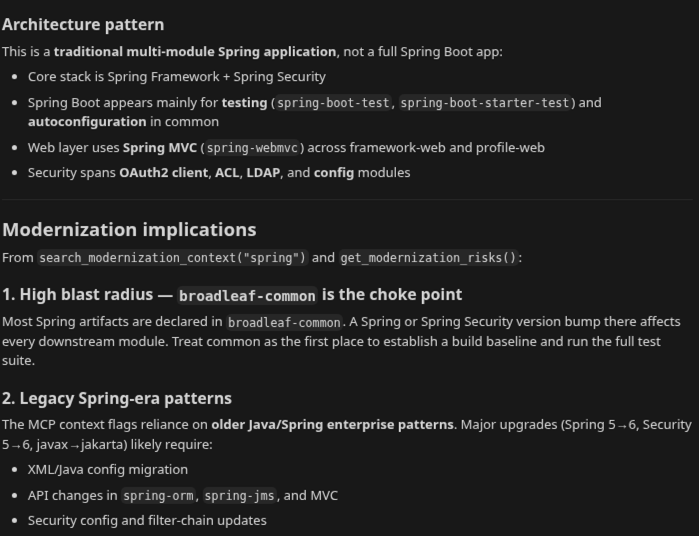 Architecture pattern
This is a traditional multi-module Spring application, not a full Spring Boot app:
• Core stack is Spring Framework + Spring Security
• Spring Boot appears mainly for testing (spring-boot-test, spring-boot-starter-test) and
autoconfiguration in common
• Web layer uses Spring MVC (spring-webmvc) across framework-web and profile-web
• Security spans OAuth2 client, ACL, LDAP, and config modules
Modernization implications
From search_modernization_context("spring") and get_modernization_risks():
1. High blast radius — broadleaf-common is the choke point
Most Spring artifacts are declared in broadleaf-common. A Spring or Spring Security version bump there affects
every downstream module. Treat common as the first place to establish a build baseline and run the full test
suite.
2. Legacy Spring-era patterns
The MCP context flags reliance on older Java/Spring enterprise patterns. Major upgrades (Spring 5→6, Security
5→6, javax→jakarta) likely require:
• XML/Java config migration
• API changes in spring-orm, spring-jms, and MVC
• Security config and filter-chain updates